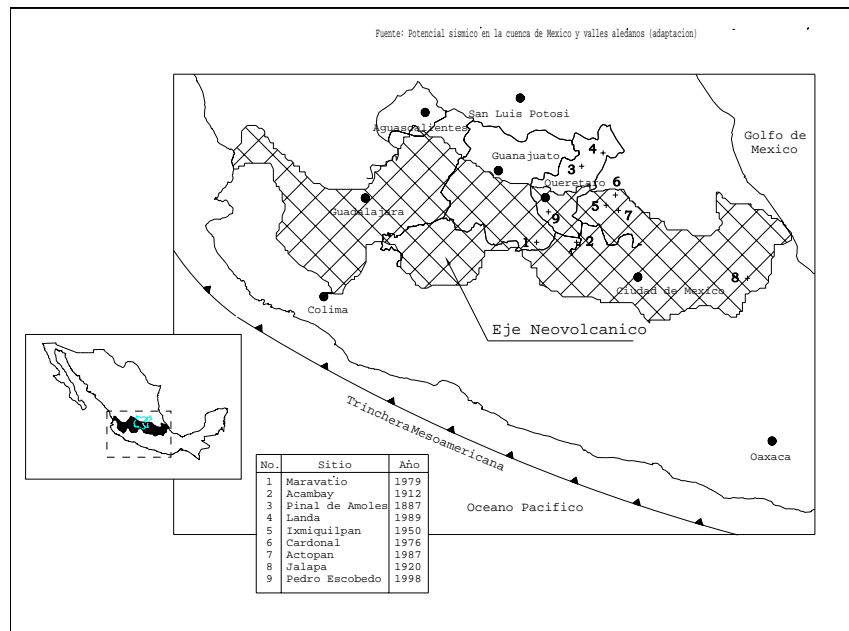 Fuente: Potencial sismico en la cuenca de Mexico y valles aledanos (adaptacion)
San Luis Potosi
Aguascalientes
Golfo de
Mexico
4
Guanajuato
3
Queretaro
6
5
Guadalajara
7
9
1
2
8
Ciudad de Mexico
Colima
Eje Neovolcanico
Trinchera Mesoamericana
Oaxaca
Oceano Pacifico
No. Sitio Año
1 Maravatio 1979
2 Acambay 1912
3 Pinal de Amoles 1887
4 Landa 1989
5 Ixmiquilpan 1950
6 Cardonal 1976
7 Actopan 1987
8 Jalapa 1920
9 Pedro Escobedo 1998